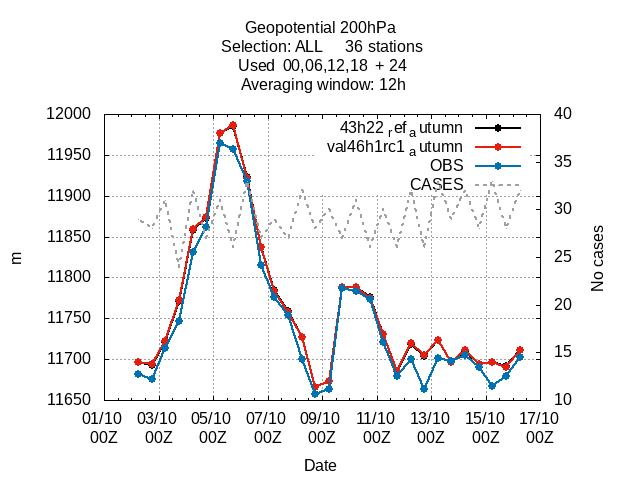 Geopotential 200hPa
Selection: ALL 36 stations
Used 00,06,12,18 + 24
Averaging window: 12h
12000
11950
11900
11850
11800
11750
11700
11650
m
40
35
30
25
20
15
10
No cases
43h22 ref autumn
val46h1rc1 autumn
OBS
CASES
01/10 03/10 05/10 07/10 09/10 11/10 13/10 15/10 17/10
00Z 00Z 00Z 00Z 00Z 00Z 00Z 00Z 00Z
Date